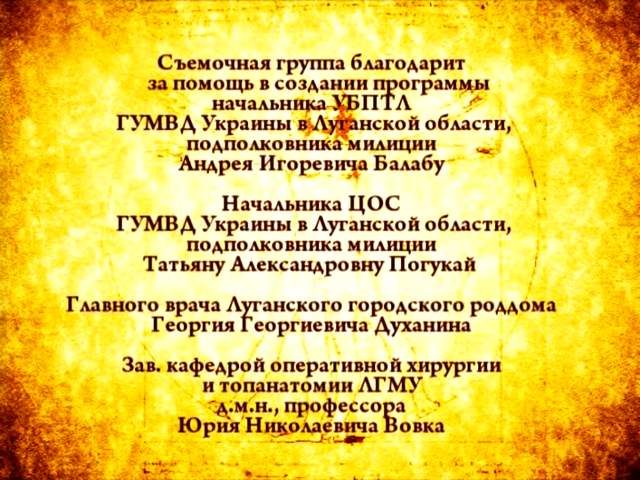 Съемочная группа благодарит
за помощь в создании программы
начальника УБПТЛ
ГУМВД Украины в Луганской области,
подполковника милиции
Андрея Игоревича Балабу
Начальника ЦОС
ГУМВД Украины в Луганской области,
подполковника милиции
Татьяну Александровну Погукай
Главного врача Луганского городского роддома
Георгия Георгиевича Духанина
Зав. кафедрой оперативной хирургии
и топанатомии ЛГМУ
д.м.н., профессора
Юрия Николаевича Вовка